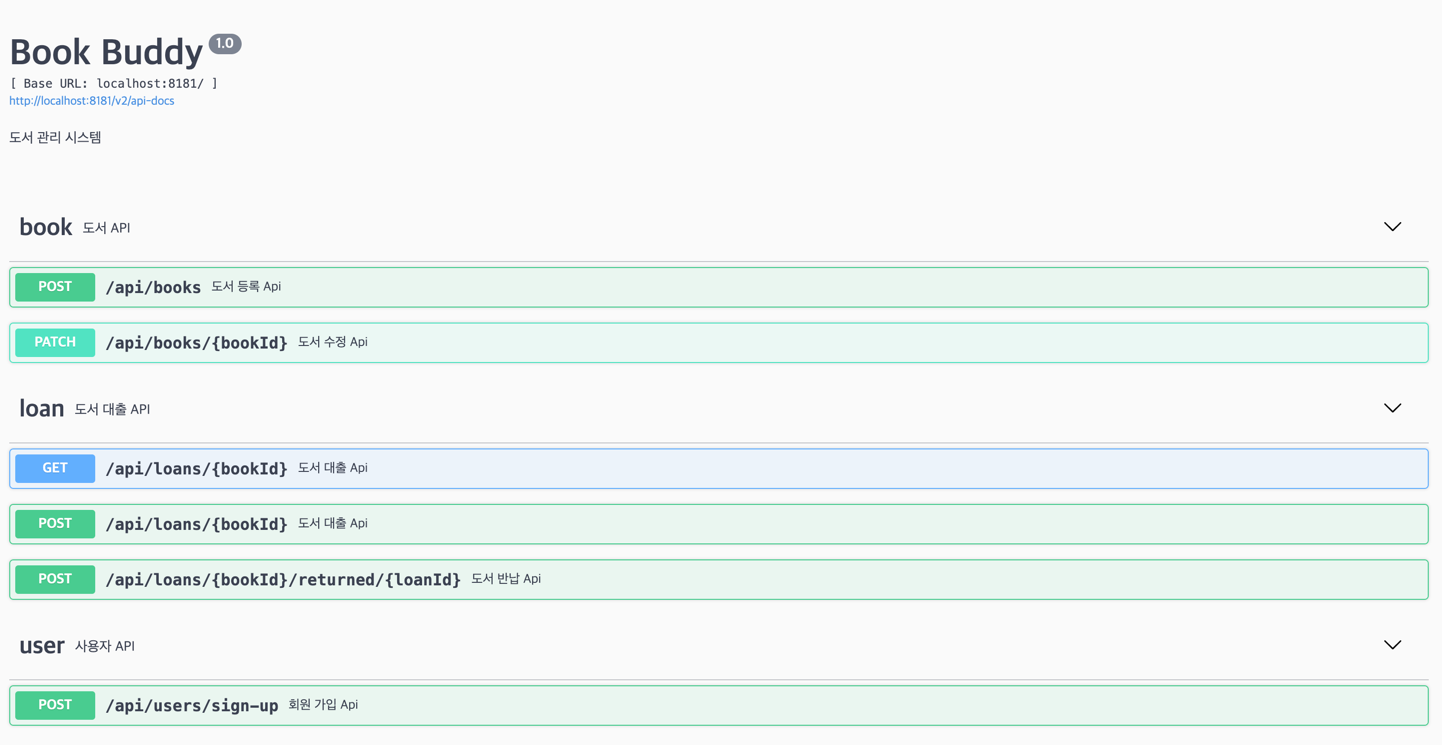 Book Buddy 1.0
[ Base URL: localhost:8181/ ]
http://localhost:8181/v2/api-docs
도서 관리 시스템
book 도서 API
POST /api/books 도서 등록 Api
PATCH /api/books/{bookId} 도서 수정 Api
loan 도서 대출 API
GET /api/loans/{bookId} 도서 대출 Api
POST /api/loans/{bookId} 도서 대출 Api
POST /api/loans/{bookId}/returned/{loanId} 도서 반납 Api
user 사용자 API
POST /api/users/sign-up 회원 가입 Api